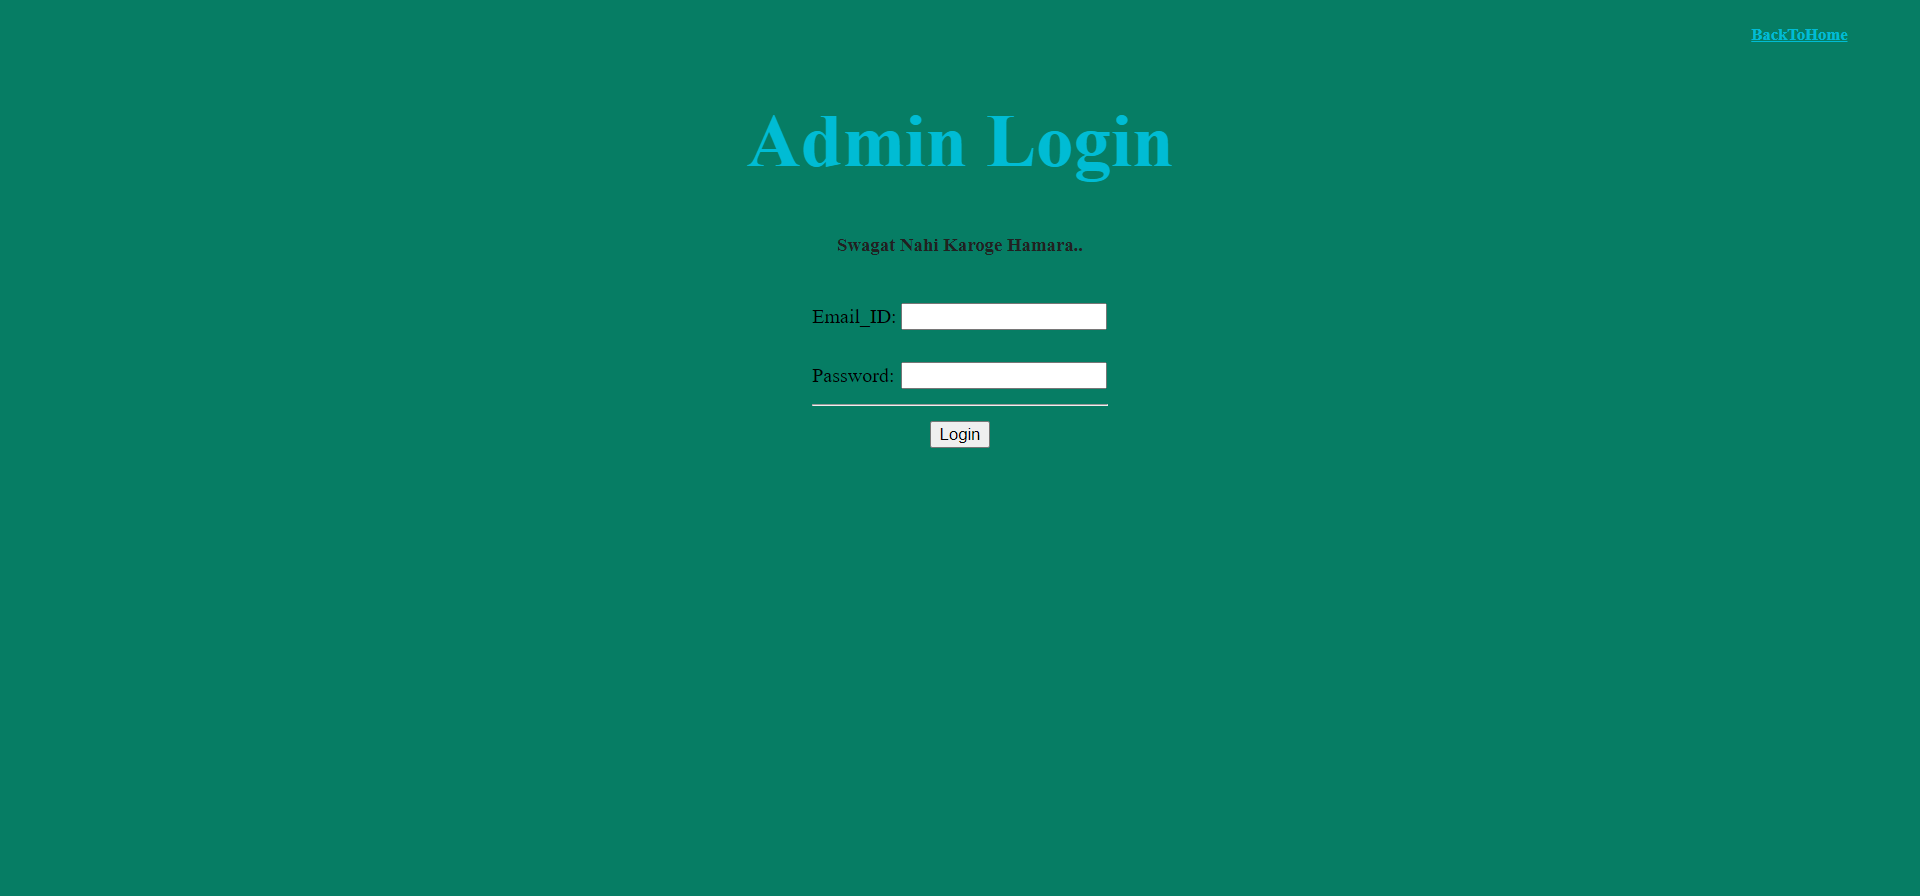 BackToHome
Admin Login
Swagat Nahi Karoge Hamara..
Email_ID:
Password:
Login